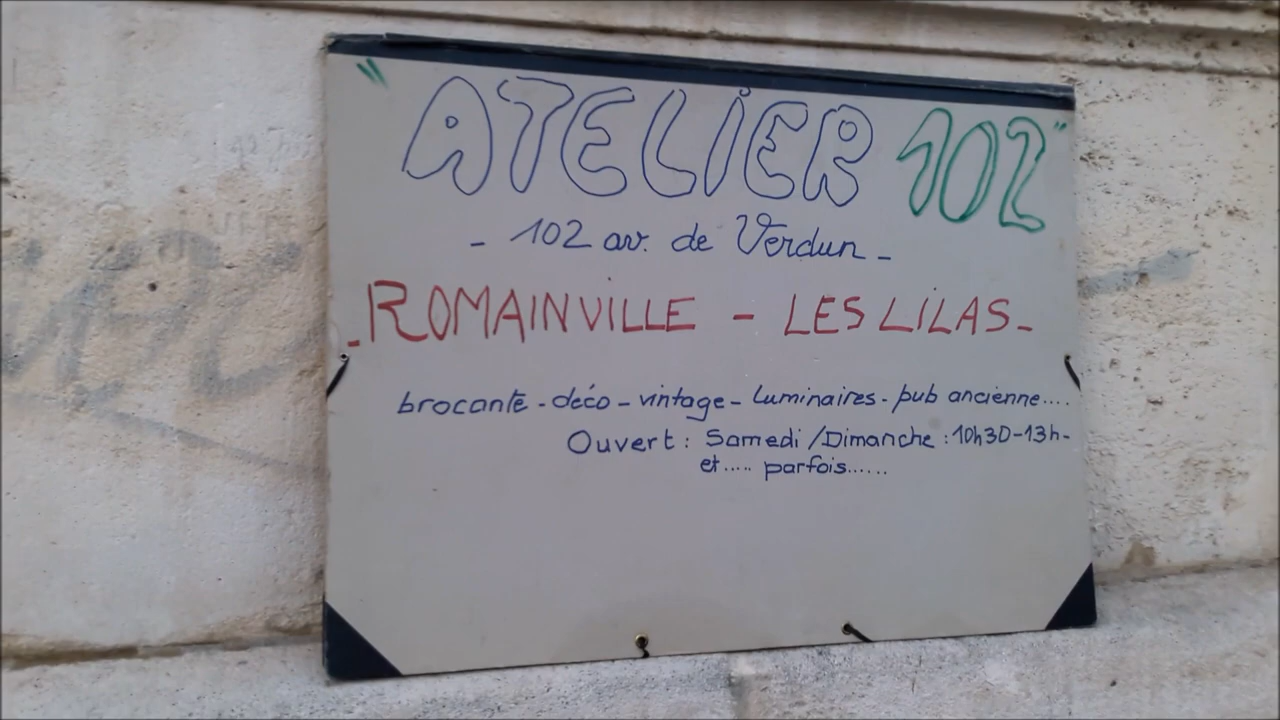 "ATELIER 102"
- 102 av. de Verdun -
- ROMAINVILLE - LES LILAS -
brocante - déco - vintage - luminaires - pub ancienne....
Ouvert : Samedi / Dimanche : 10h30-13h-
et ..... parfois......